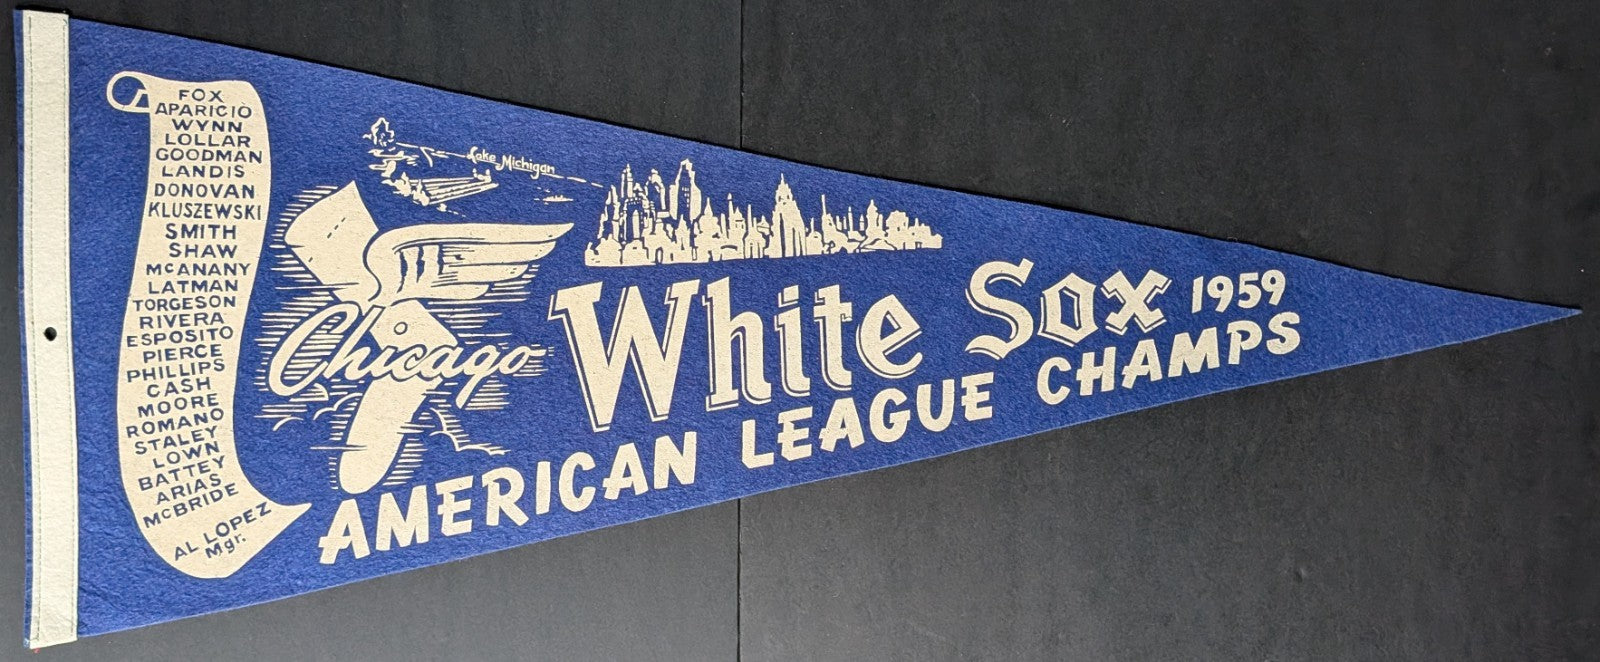 FOX
APARICIO
WYNN
LOLLAR
GOODMAN
LANDIS
DONOVAN
KLUSZEWSKI
SMITH
SHAW
McANANY
LATMAN
TORGESON
RIVERA
ESPOSITO
PIERCE
PHILLIPS
CASH
MOORE
ROMANO
STALEY
LOWN
BATTEY
ARIAS
McBRIDE
AL LOPEZ
Mgr.
Lake Michigan
Chicago
White Sox 1959
AMERICAN LEAGUE CHAMPS